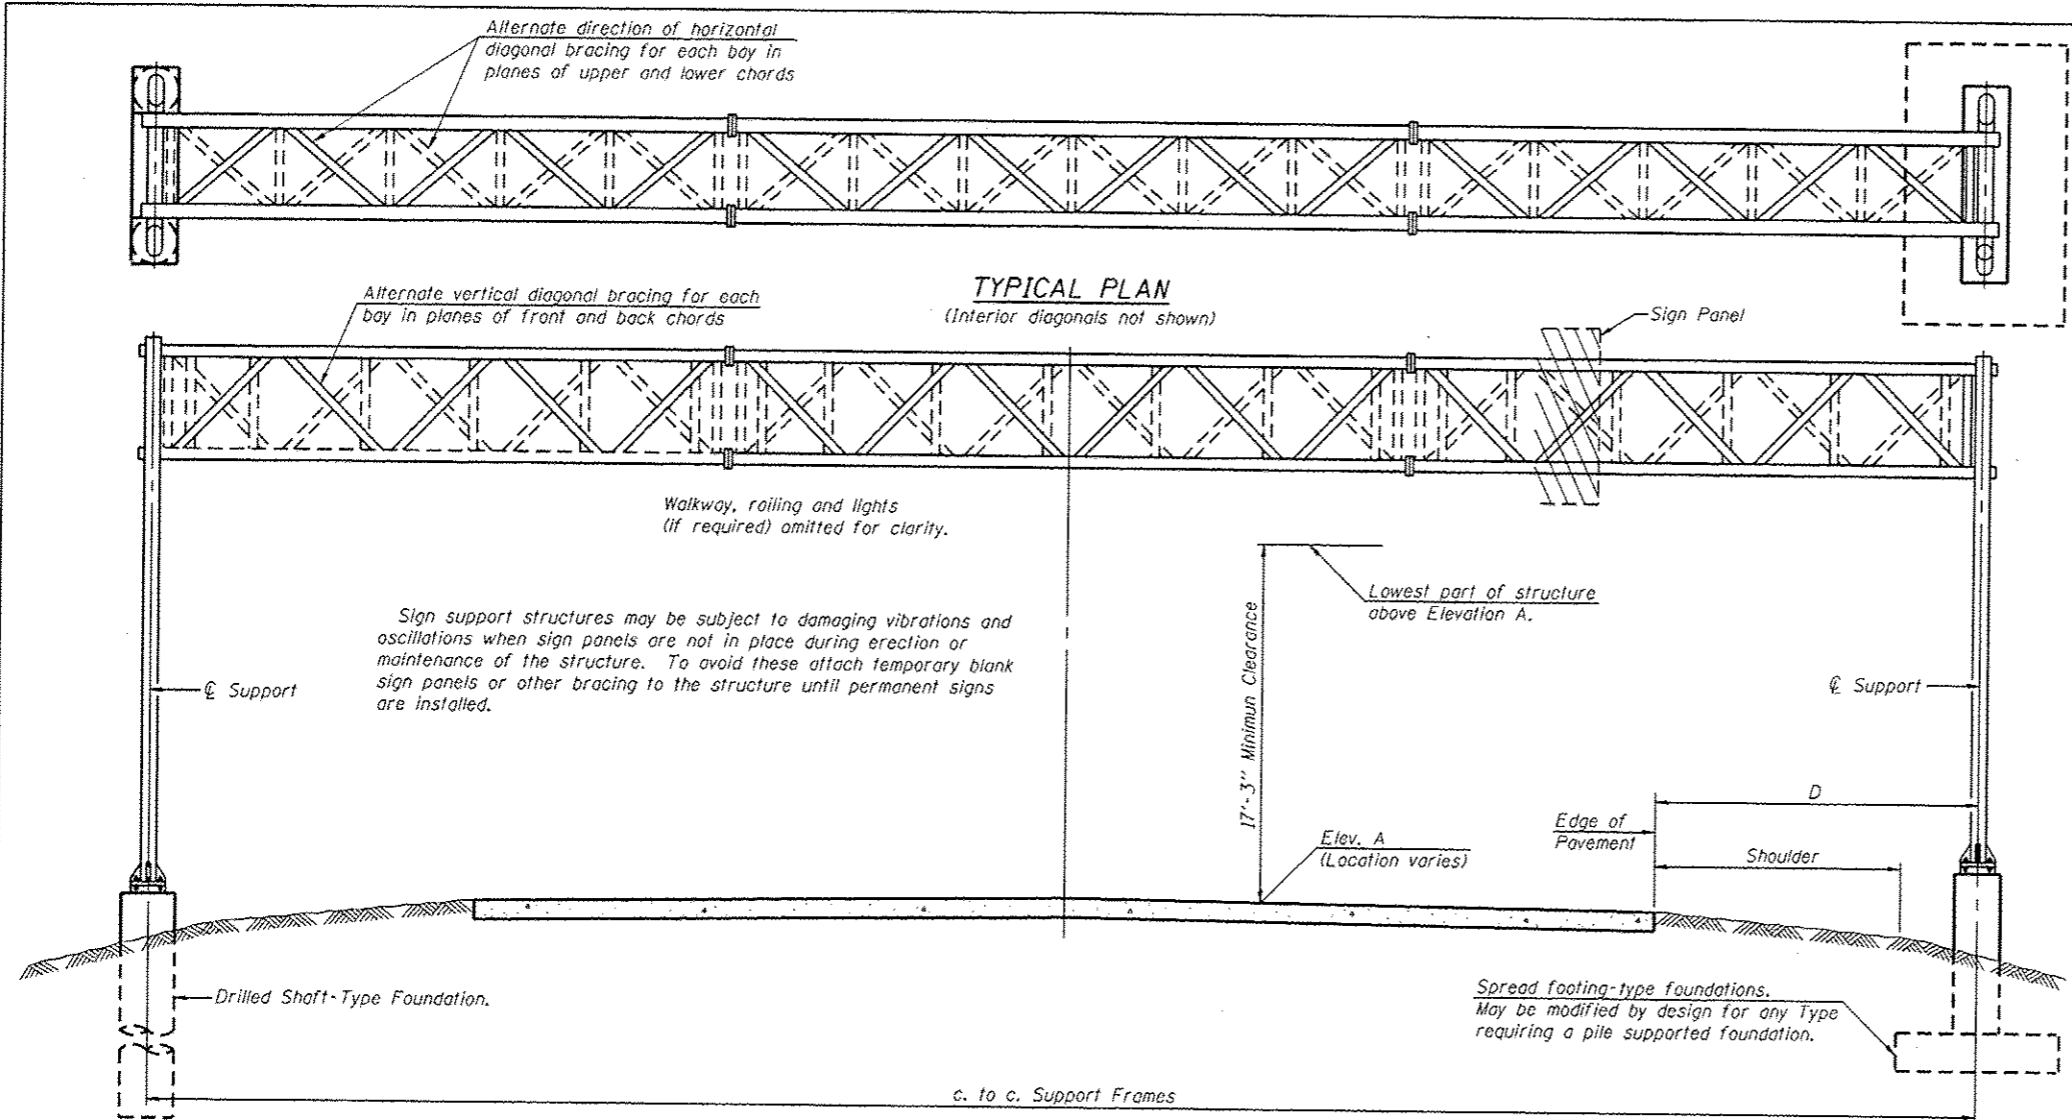 Alternate direction of horizontal
diagonal bracing for each bay in
planes of upper and lower chords
TYPICAL PLAN
(Interior diagonals not shown)
Alternate vertical diagonal bracing for each
bay in planes of front and back chords
Sign Panel
Walkway, railing and lights
(if required) omitted for clarity.
Lowest part of structure
above Elevation A.
Sign support structures may be subject to damaging vibrations and
oscillations when sign panels are not in place during erection or
maintenance of the structure. To avoid these attach temporary blank
sign panels or other bracing to the structure until permanent signs
are installed.
℄ Support
℄ Support
17'-3" Minimun Clearance
D
Edge of
Pavement
Shoulder
Elev. A
(Location varies)
Drilled Shaft-Type Foundation.
Spread footing-type foundations.
May be modified by design for any Type
requiring a pile supported foundation.
c. to c. Support Frames